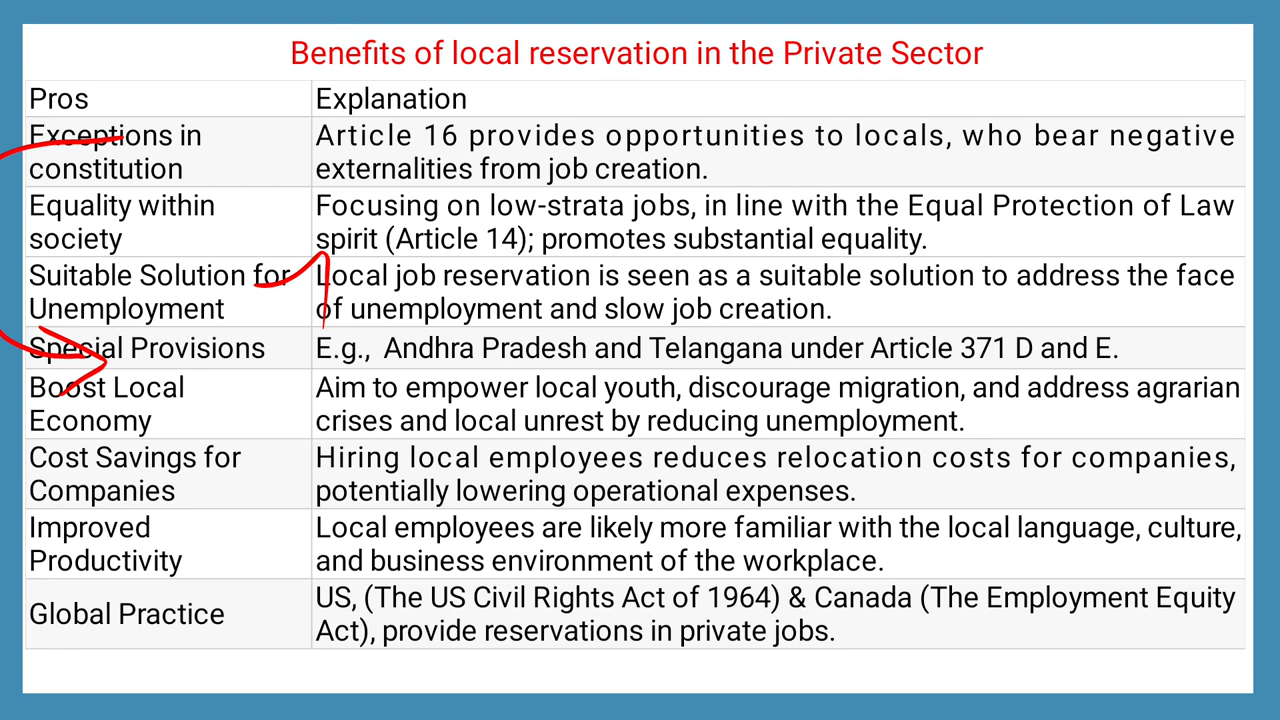 Benefits of local reservation in the Private Sector
Pros
Explanation
Exceptions in
constitution
Article 16 provides opportunities to locals, who bear negative
externalities from job creation.
Equality within
society
Focusing on low-strata jobs, in line with the Equal Protection of Law
spirit (Article 14); promotes substantial equality.
Suitable Solution for
Unemployment
Local job reservation is seen as a suitable solution to address the face
of unemployment and slow job creation.
Special Provisions
E.g., Andhra Pradesh and Telangana under Article 371 D and E.
Boost Local
Economy
Aim to empower local youth, discourage migration, and address agrarian
crises and local unrest by reducing unemployment.
Cost Savings for
Companies
Hiring local employees reduces relocation costs for companies,
potentially lowering operational expenses.
Improved
Productivity
Local employees are likely more familiar with the local language, culture,
and business environment of the workplace.
Global Practice
US, (The US Civil Rights Act of 1964) & Canada (The Employment Equity
Act), provide reservations in private jobs.